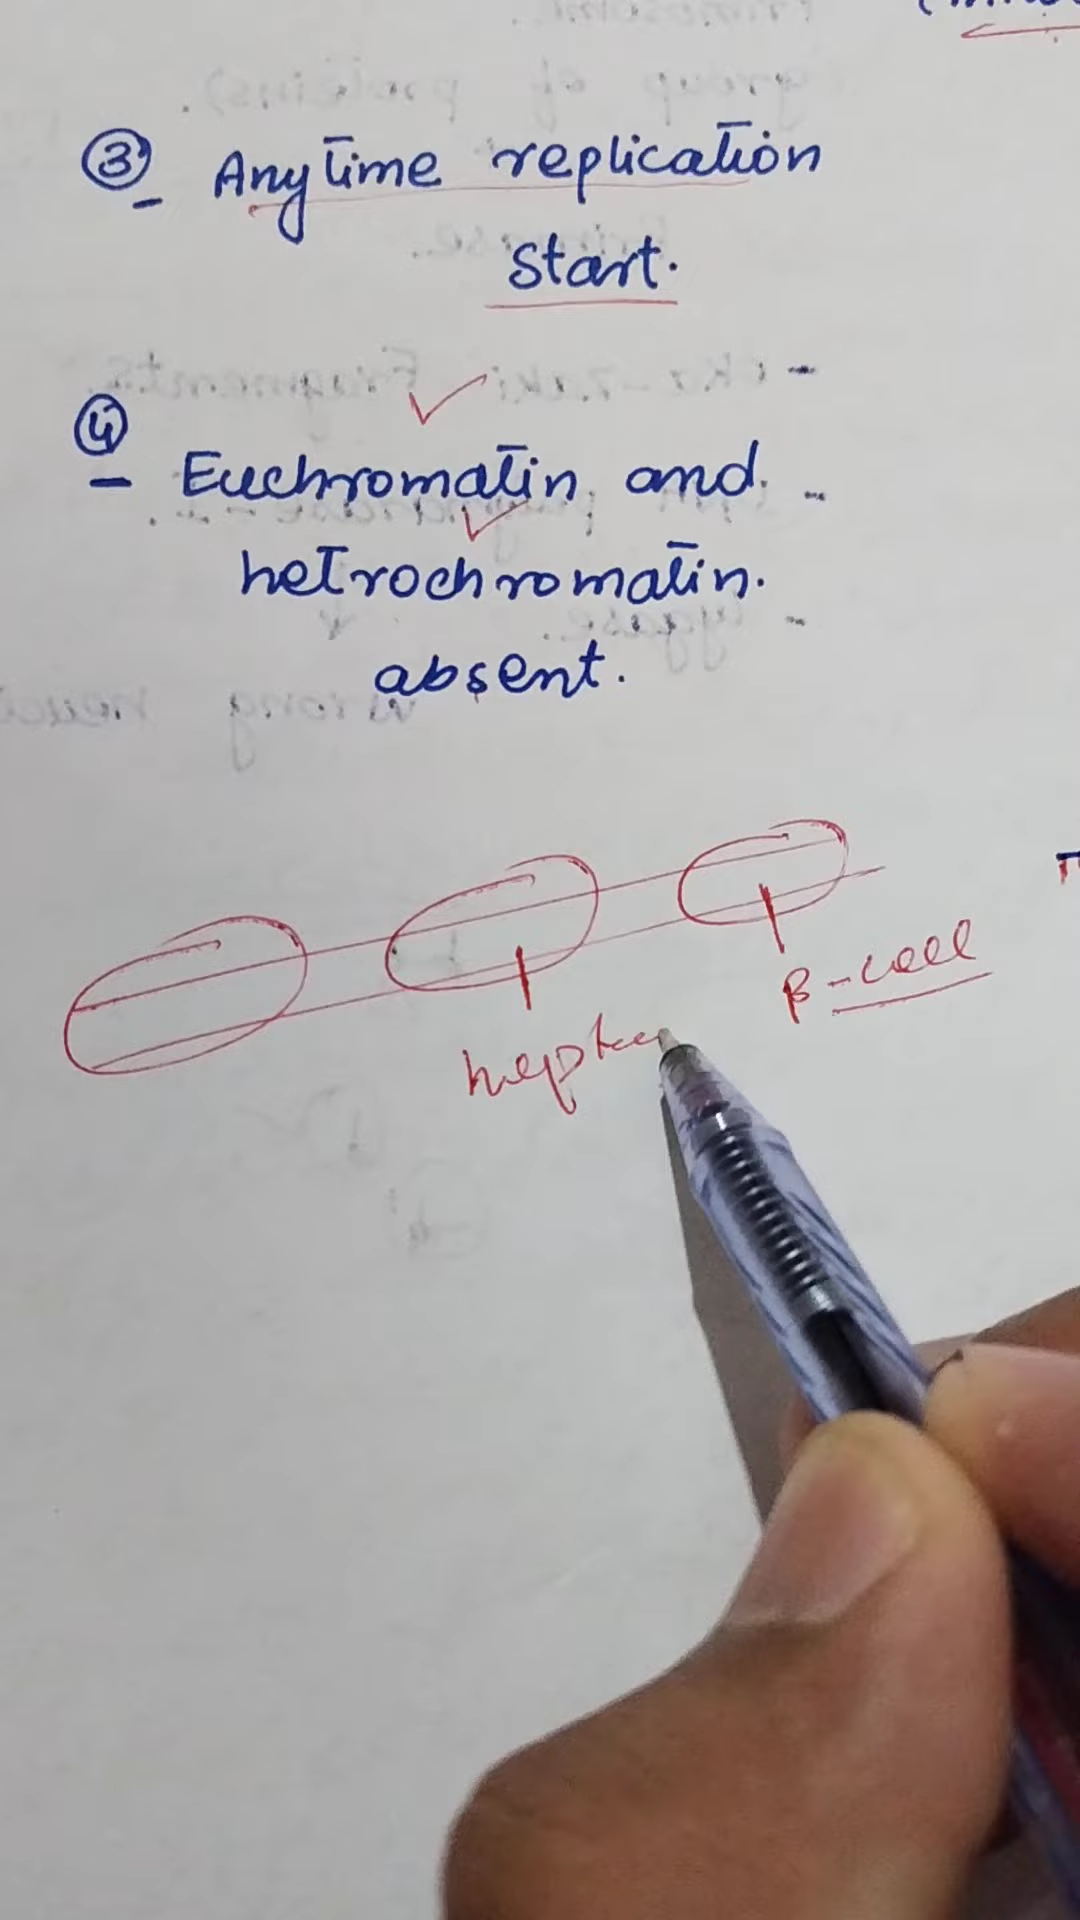 ③ Anytime replication
start.
④ Euchromatin and
hetrochromatin.
absent.
β-cell